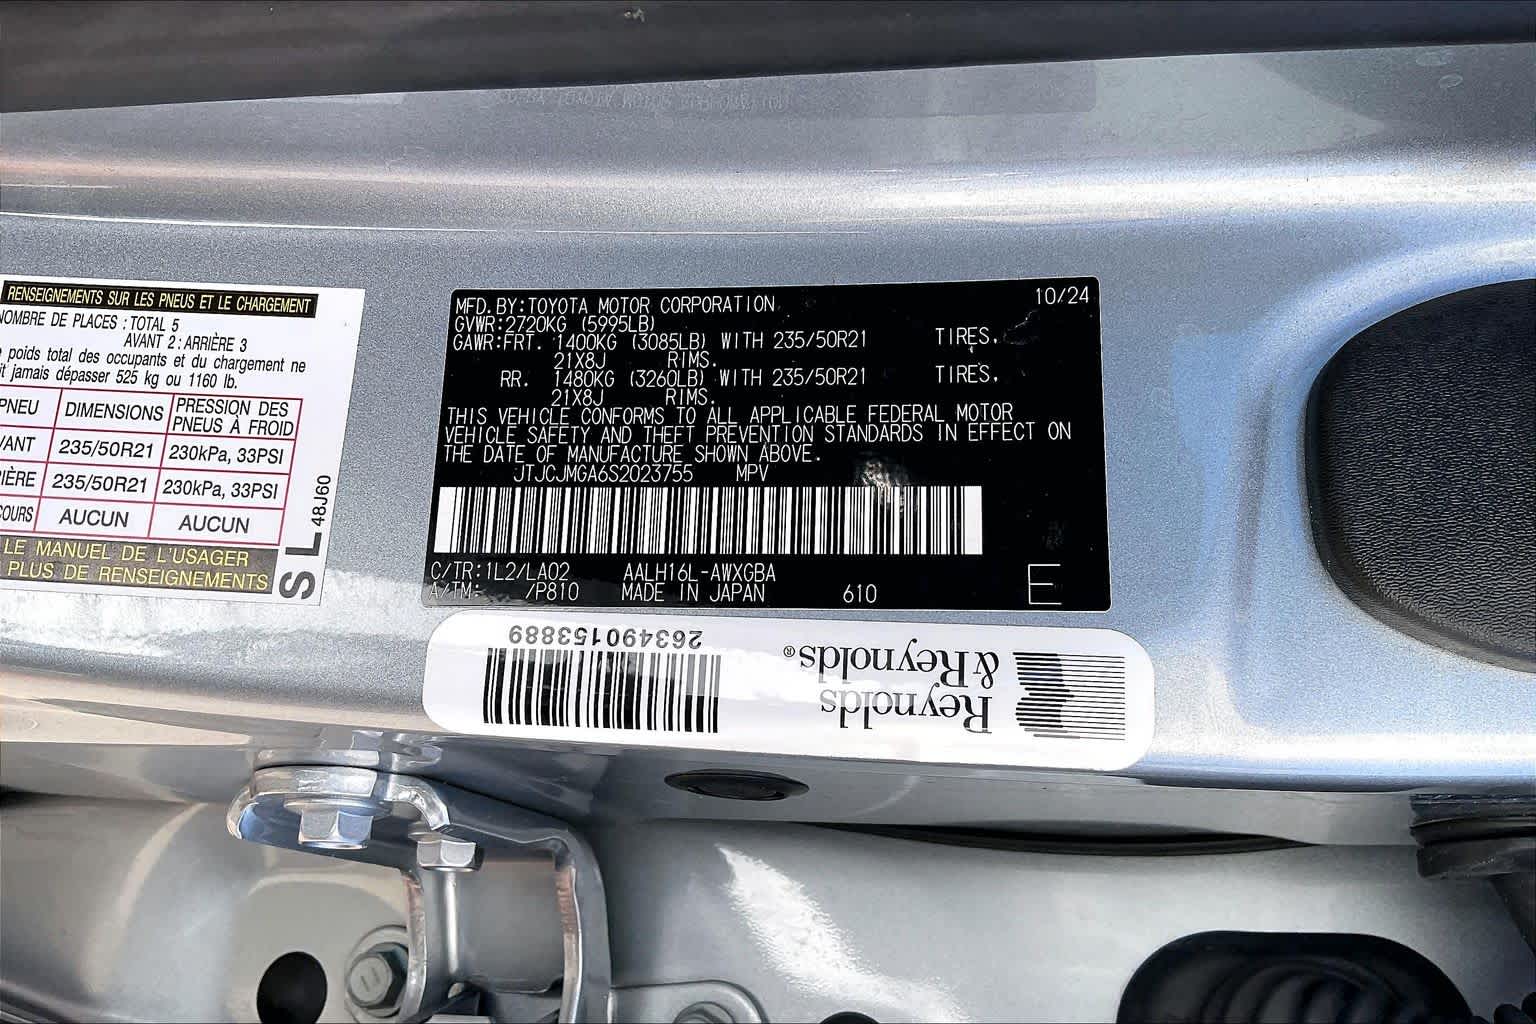 RENSEIGNEMENTS SUR LES PNEUS ET LE CHARGEMENT
NOMBRE DE PLACES : TOTAL 5
AVANT 2 : ARRIÈRE 3
poids total des occupants et du chargement ne
jamais dépasser 525 kg ou 1160 lb.
PNEU DIMENSIONS PRESSION DES PNEUS À FROID
VANT 235/50R21 230kPa, 33PSI
IÈRE 235/50R21 230kPa, 33PSI
COURS AUCUN AUCUN
LE MANUEL DE L'USAGER
PLUS DE RENSEIGNEMENTS
SL 48J60
MFD. BY: TOYOTA MOTOR CORPORATION 10/24
GVWR: 2720KG (5995LB)
GAWR: FRT. 1400KG (3085LB) WITH 235/50R21 TIRES,
21X8J RIMS.
RR. 1480KG (3260LB) WITH 235/50R21 TIRES,
21X8J RIMS.
THIS VEHICLE CONFORMS TO ALL APPLICABLE FEDERAL MOTOR
VEHICLE SAFETY AND THEFT PREVENTION STANDARDS IN EFFECT ON
THE DATE OF MANUFACTURE SHOWN ABOVE.
JTJCJMGA6S2023755 MPV
C/TR: 1L2/LA02 AALH16L-AWXGBA
A/TM: /P810 MADE IN JAPAN 610 E
Reynolds
& Reynolds®
263490153889